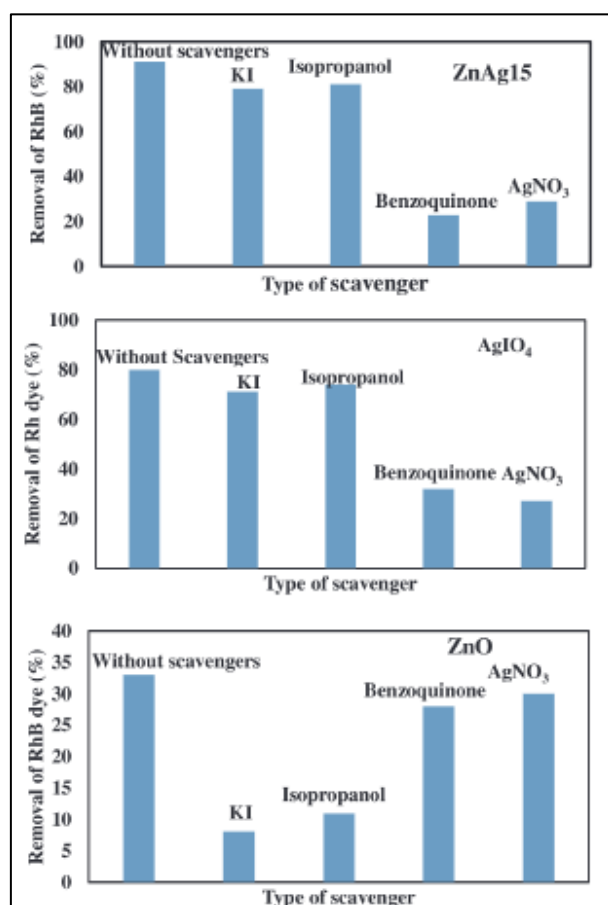 100
80
60
40
20
0
Removal of RhB (%)
Without scavengers
KI
Isopropanol
Benzoquinone
AgNO₃
ZnAg15
Type of scavenger
100
80
60
40
20
0
Removal of Rh dye (%)
Without Scavengers
KI
Isopropanol
Benzoquinone
AgNO₃
AgIO₄
Type of scavenger
40
35
30
25
20
15
10
5
0
Removal of RhB dye (%)
Without scavengers
KI
Isopropanol
Benzoquinone
AgNO₃
ZnO
Type of scavenger